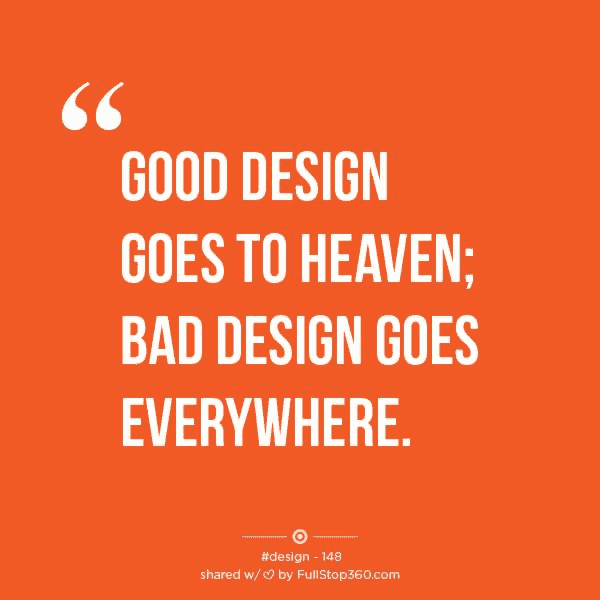 “
GOOD DESIGN
GOES TO HEAVEN;
BAD DESIGN GOES
EVERYWHERE.
#design - 148
shared w/ ♡ by FullStop360.com